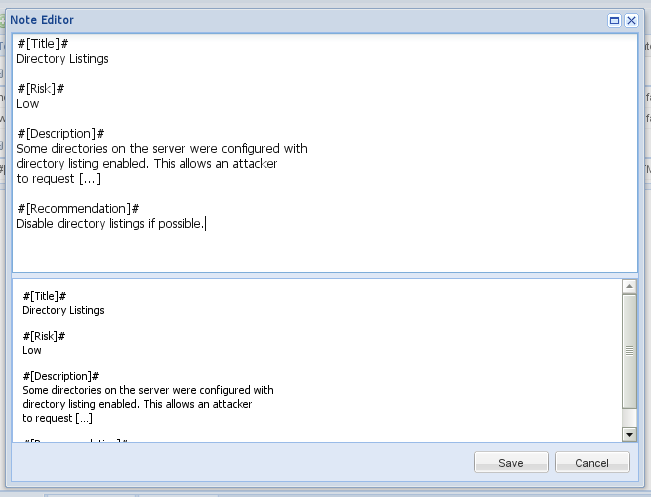 Note Editor
#[Title]#
Directory Listings
#[Risk]#
Low
#[Description]#
Some directories on the server were configured with
directory listing enabled. This allows an attacker
to request [...]
#[Recommendation]#
Disable directory listings if possible.
#[Title]#
Directory Listings
#[Risk]#
Low
#[Description]#
Some directories on the server were configured with
directory listing enabled. This allows an attacker
to request [...]
Save Cancel